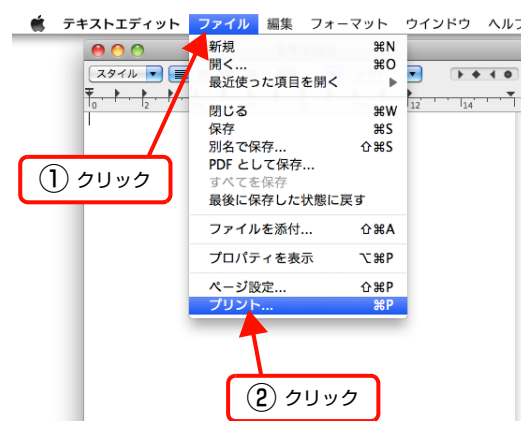 テキストエディット ファイル 編集 フォーマット ウインドウ
スタイル
0 2 12 14
新規 ⌘N
開く... ⌘O
最近使った項目を開く ▶
閉じる ⌘W
保存 ⌘S
別名で保存... ⇧⌘S
PDF として保存...
すべてを保存
最後に保存した状態に戻す
ファイルを添付... ⇧⌘A
プロパティを表示 ⌥⌘P
ページ設定... ⇧⌘P
プリント... ⌘P
① クリック
② クリック